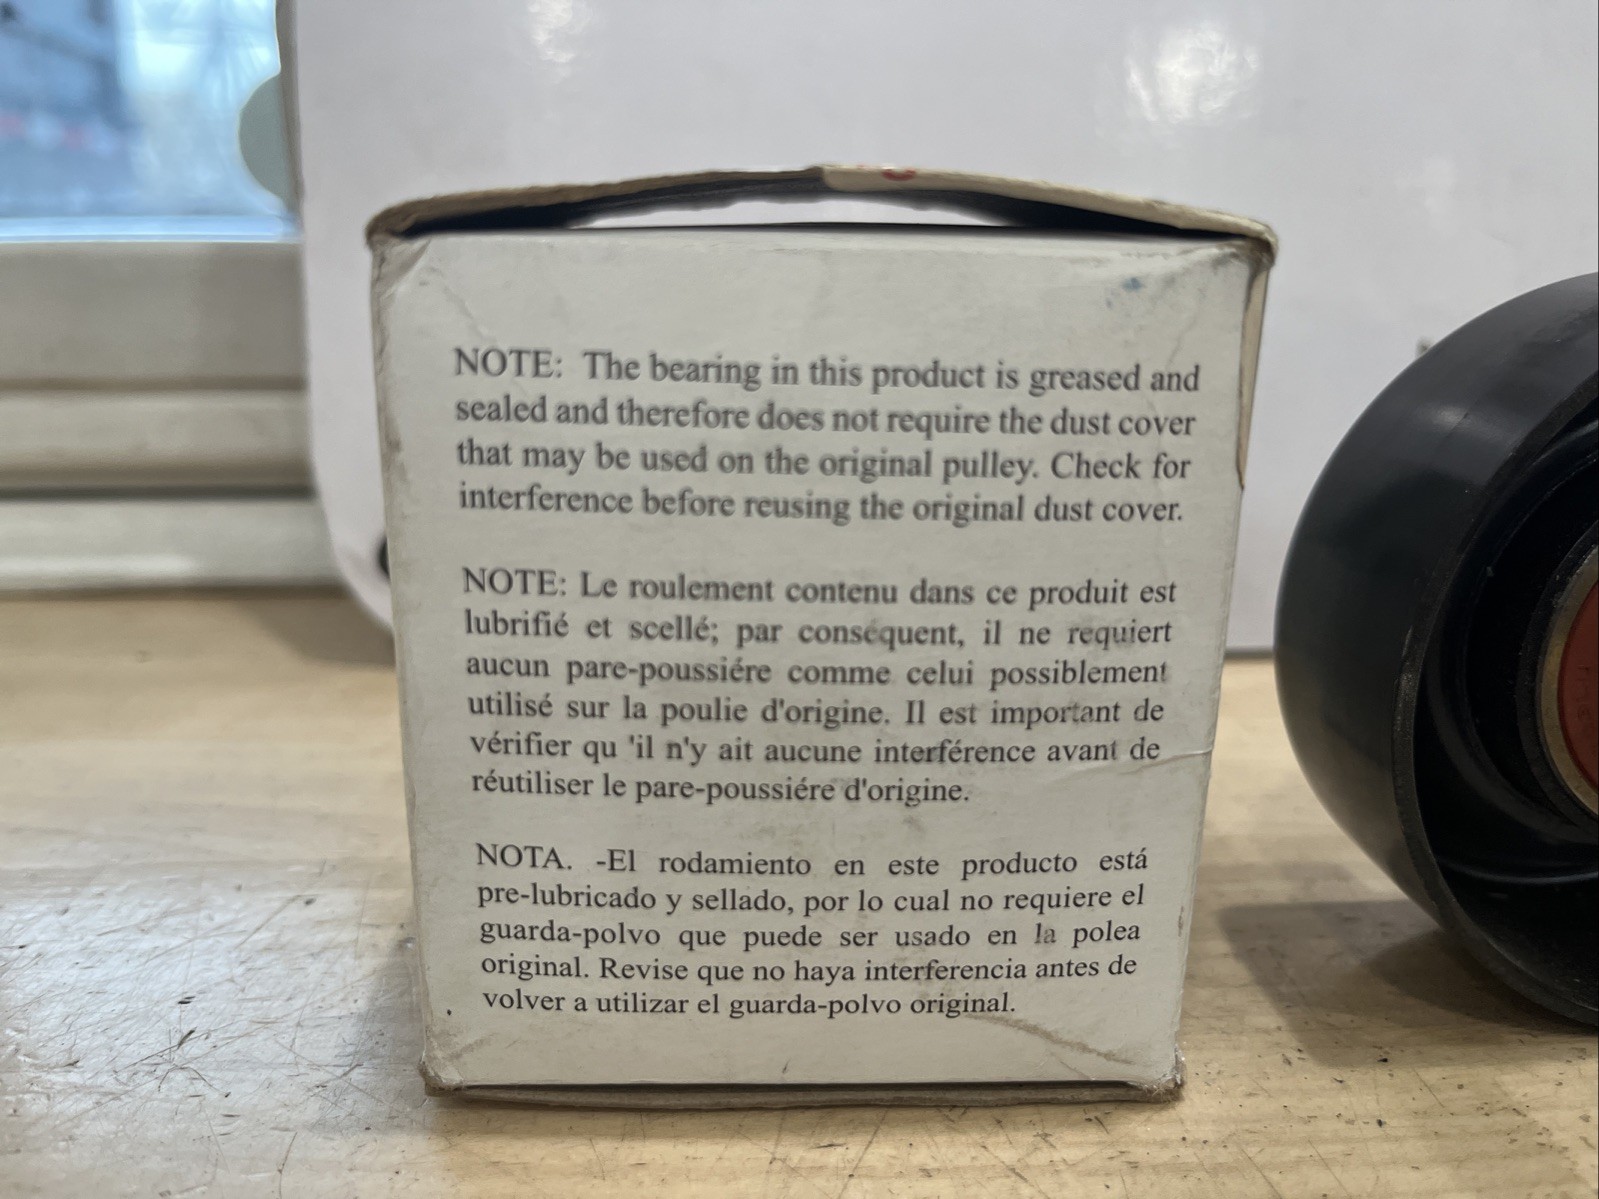 NOTE: The bearing in this product is greased and
sealed and therefore does not require the dust cover
that may be used on the original pulley. Check for
interference before reusing the original dust cover.
NOTE: Le roulement contenu dans ce produit est
lubrifié et scellé; par conséquent, il ne requiert
aucun pare-poussiére comme celui possiblement
utilisé sur la poulie d'origine. Il est important de
vérifier qu 'il n'y ait aucune interférence avant de
réutiliser le pare-poussiére d'origine.
NOTA. -El rodamiento en este producto está
pre-lubricado y sellado, por lo cual no requiere el
guarda-polvo que puede ser usado en la polea
original. Revise que no haya interferencia antes de
volver a utilizar el guarda-polvo original.